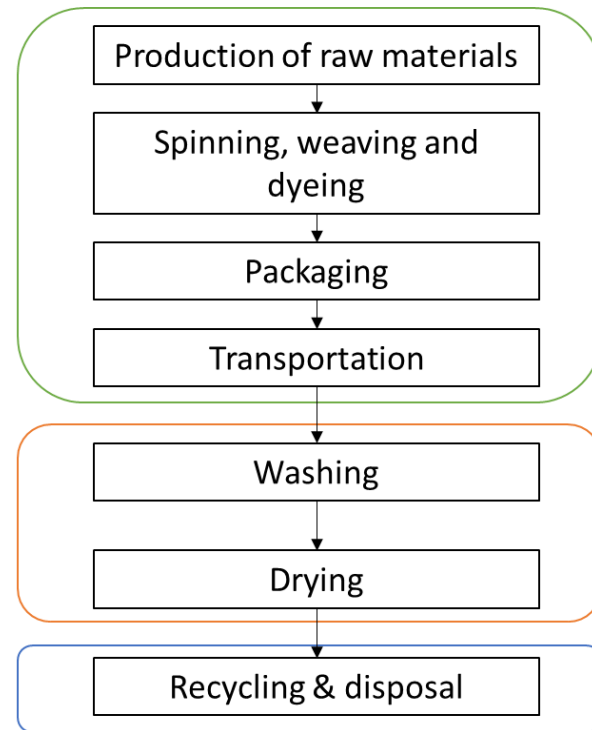 Production of raw materials
Spinning, weaving and
dyeing
Packaging
Transportation
Washing
Drying
Recycling & disposal